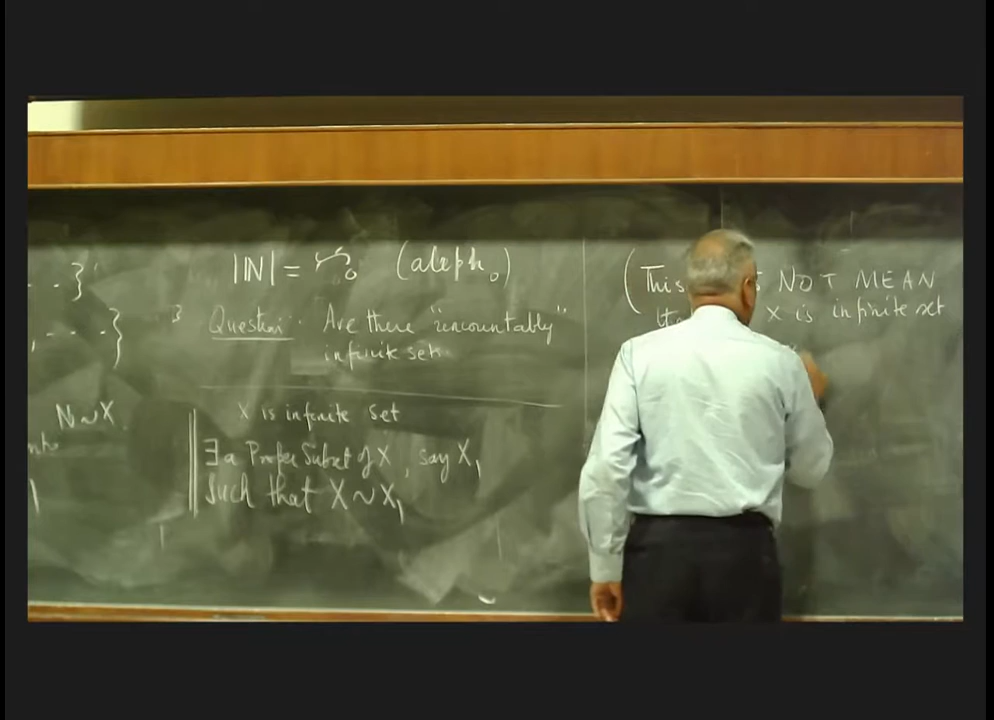 - - }
, - - - }
N ~ X
|ℕ| = ℵ₀ (aleph₀)
Question: Are there "uncountably"
infinite sets
X is infinite set
∃ a Proper Subset of X, say X₁
Such that X ~ X₁
(This NOT MEAN
X is infinite set